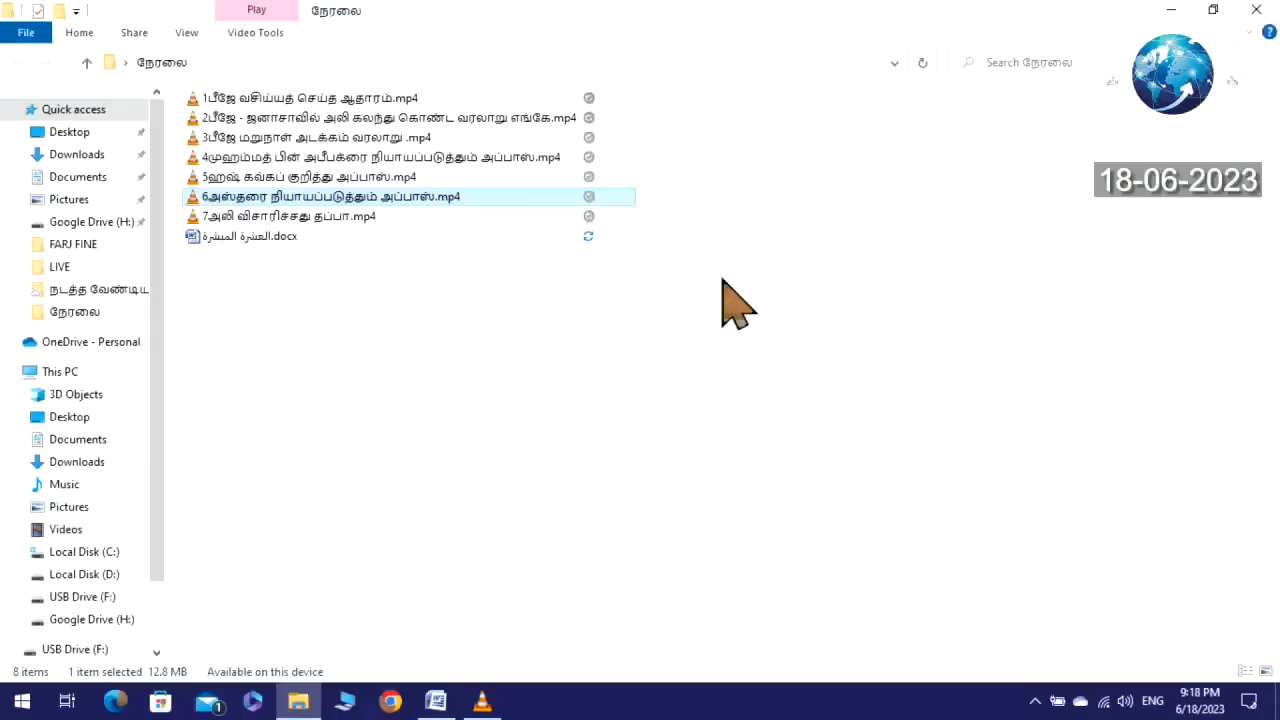 Play
நேரலை
File
Home
Share
View
Video Tools
நேரலை
Search நேரலை
18-06-2023
Quick access
Desktop
Downloads
Documents
Pictures
Google Drive (H:)
FARJ FINE
LIVE
நடத்த வேண்டிய
நேரலை
OneDrive - Personal
This PC
3D Objects
Desktop
Documents
Downloads
Music
Pictures
Videos
Local Disk (C:)
Local Disk (D:)
USB Drive (F:)
Google Drive (H:)
USB Drive (F:)
1பீஜே வசிய்யத் செய்த ஆதாரம்.mp4
2பீஜே - ஜனாசாவில் அலி கலந்து கொண்ட வரலாறு எங்கே.mp4
3பீஜே மறுநாள் அடக்கம் வரலாறு .mp4
4முஹம்மத் பின் அபீபக்ரை நியாயப்படுத்தும் அப்பாஸ்.mp4
5ஹஷ் கவ்கப் குறித்து அப்பாஸ்.mp4
6அஸ்தரை நியாயப்படுத்தும் அப்பாஸ்.mp4
7அலி விசாரிச்சது தப்பா.mp4
العشرة المبشرة.docx
8 items
1 item selected 12.8 MB
Available on this device
1
ENG
9:18 PM
6/18/2023